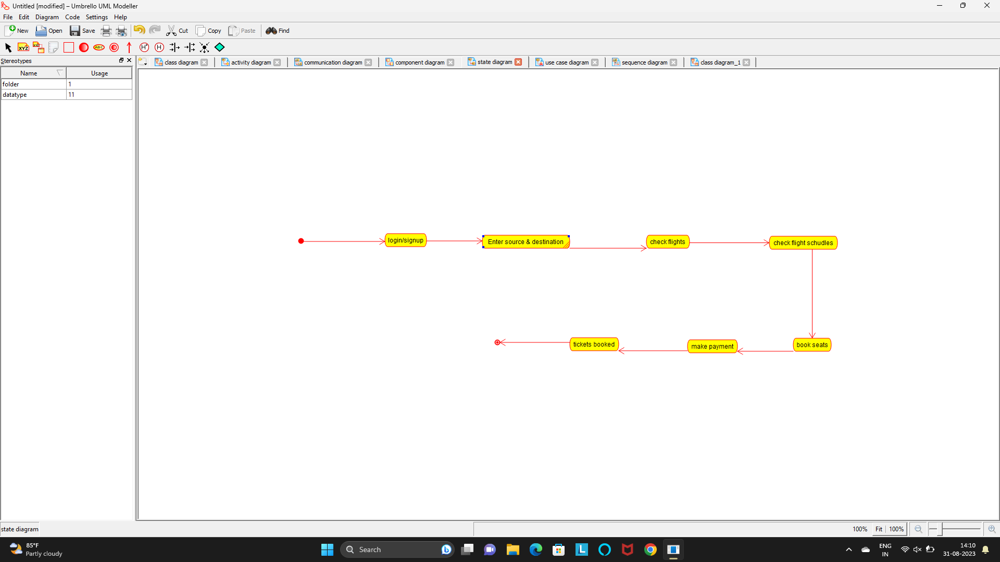 Untitled [modified] – Umbrello UML Modeller
File Edit Diagram Code Settings Help
New Open Save Cut Copy Paste Find
XYZ XYZ ABC H* H
Stereotypes
class diagram activity diagram communication diagram component diagram state diagram use case diagram sequence diagram class diagram_1
Name Usage
folder 1
datatype 11
login/signup Enter source & destination check flights check flight schudles
tickets booked make payment book seats
state diagram 100% Fit 100%
85°F
Partly cloudy
Search
L
ENG
IN
14:10
31-08-2023